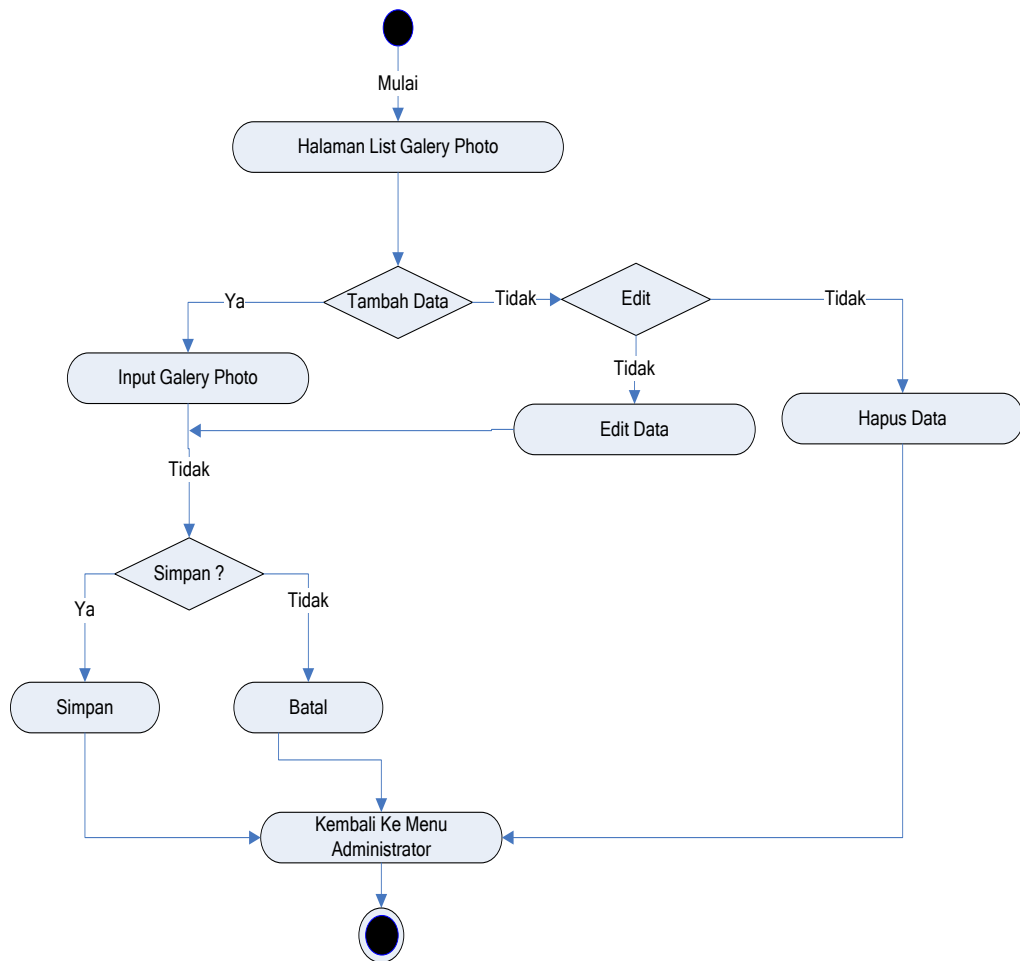 Mulai
Halaman List Galery Photo
Ya
Tambah Data
Tidak
Edit
Tidak
Input Galery Photo
Tidak
Edit Data
Hapus Data
Tidak
Simpan ?
Ya
Tidak
Simpan
Batal
Kembali Ke Menu
Administrator